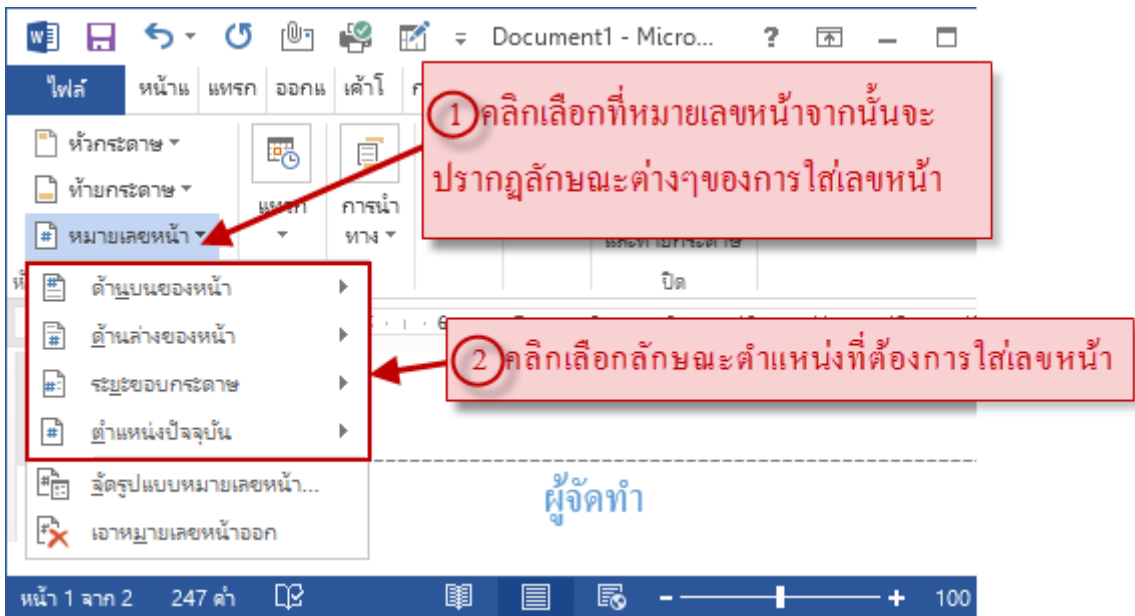 Document1 - Micro... ?
ไฟล์ หน้าแ แทรก ออกแ เค้าโ
1 คลิกเลือกที่หมายเลขหน้าจากนั้นจะ
ปรากฏลักษณะต่างๆของการใส่เลขหน้า
หัวกระดาษ
ท้ายกระดาษ
หมายเลขหน้า
แทรก
การนำ
ทาง
และท้ายกระดาษ
ปิด
ด้านบนของหน้า
ด้านล่างของหน้า
ระยะขอบกระดาษ
ตำแหน่งปัจจุบัน
2 คลิกเลือกลักษณะตำแหน่งที่ต้องการใส่เลขหน้า
จัดรูปแบบหมายเลขหน้า...
เอาหมายเลขหน้าออก
ผู้จัดทำ
หน้า 1 จาก 2 247 คำ 100